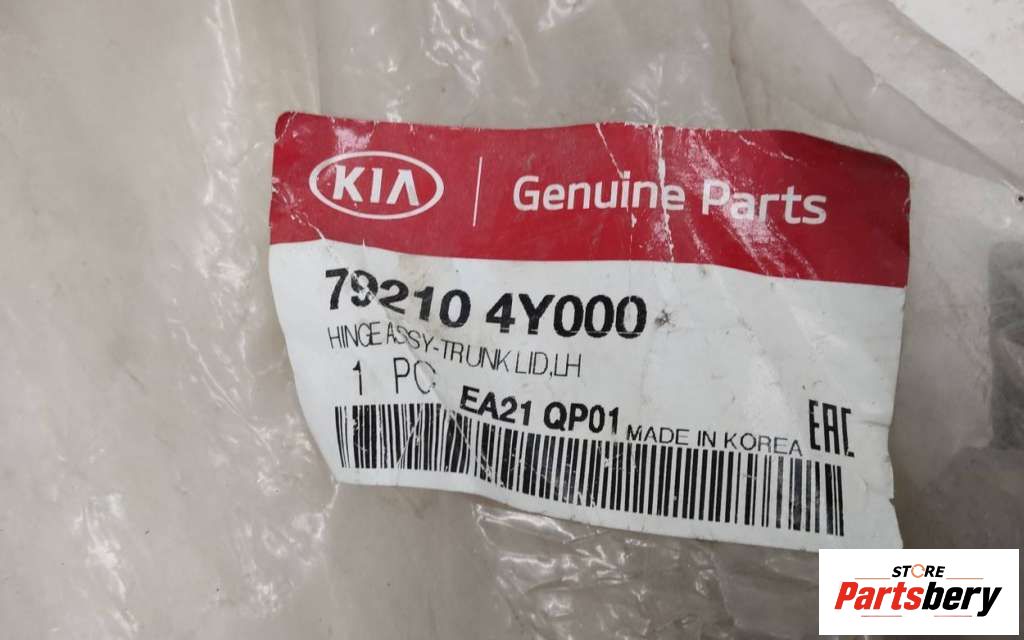 KIA
Genuine Parts
79210 4Y000
HINGE ASSY-TRUNK LID,LH
1 PC
EA21 QP01
MADE IN KOREA
EAC
STORE
Partsbery